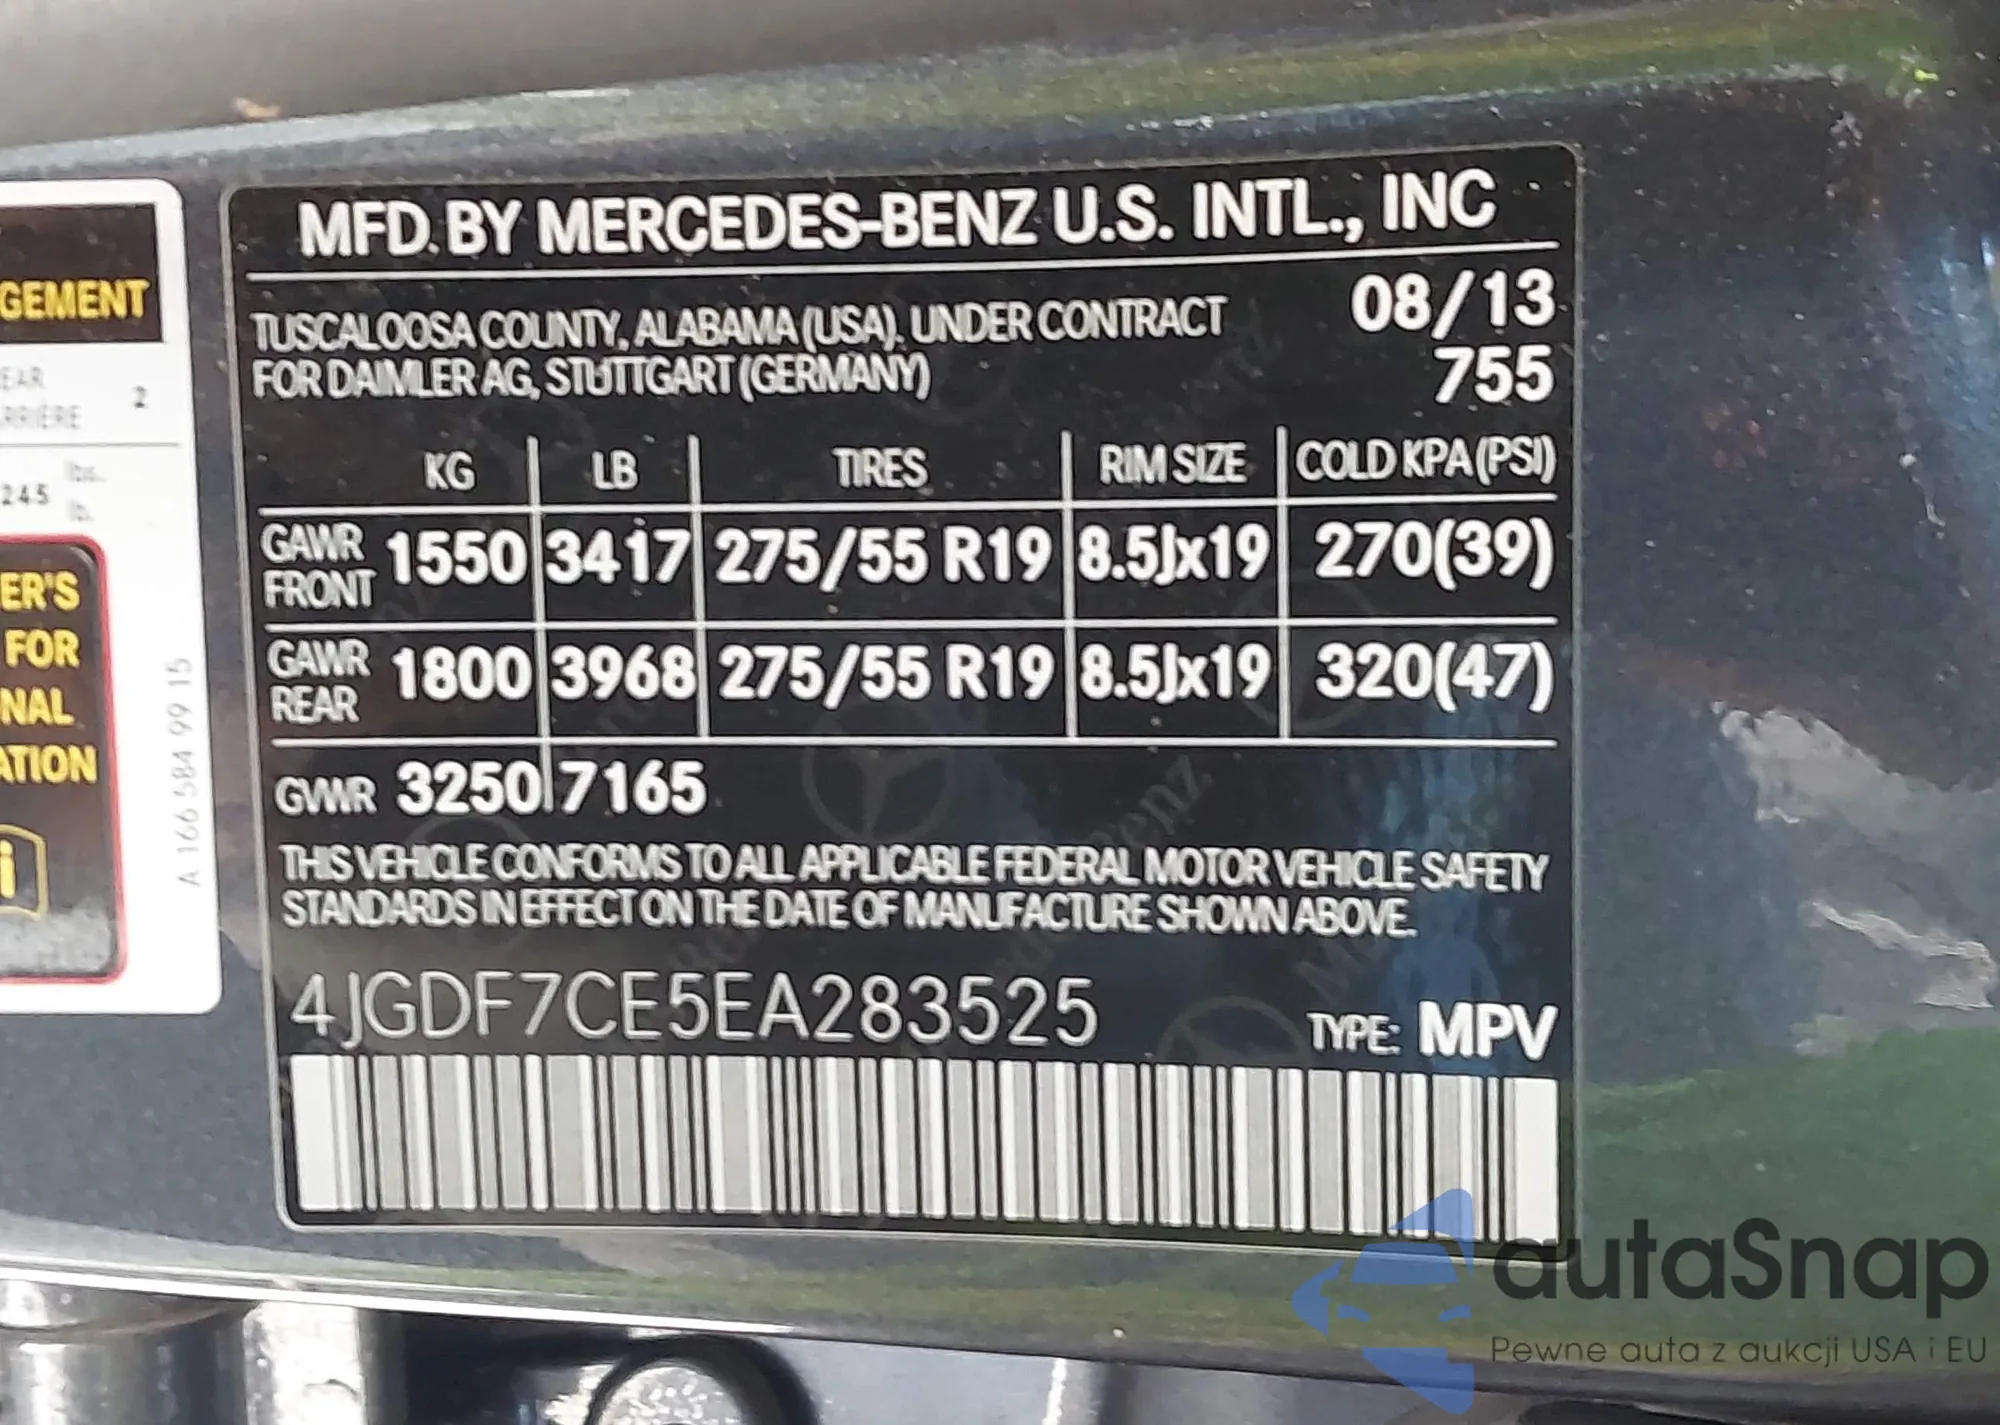 MFD. BY MERCEDES-BENZ U.S. INTL., INC
TUSCALOOSA COUNTY, ALABAMA (USA). UNDER CONTRACT
FOR DAIMLER AG, STUTTGART (GERMANY)
08/13
755
KG LB TIRES RIM SIZE COLD KPA (PSI)
GAWR FRONT 1550 3417 275/55 R19 8.5Jx19 270(39)
GAWR REAR 1800 3968 275/55 R19 8.5Jx19 320(47)
GVWR 3250 7165
THIS VEHICLE CONFORMS TO ALL APPLICABLE FEDERAL MOTOR VEHICLE SAFETY
STANDARDS IN EFFECT ON THE DATE OF MANUFACTURE SHOWN ABOVE.
4JGDF7CE5EA283525
TYPE: MPV
GEMENT
EAR
RRIÈRE 2
245 lbs.
lb.
ER'S
FOR
NAL
ATION
i
A 166 584 99 15
autaSnap
Pewne auta z aukcji USA i EU